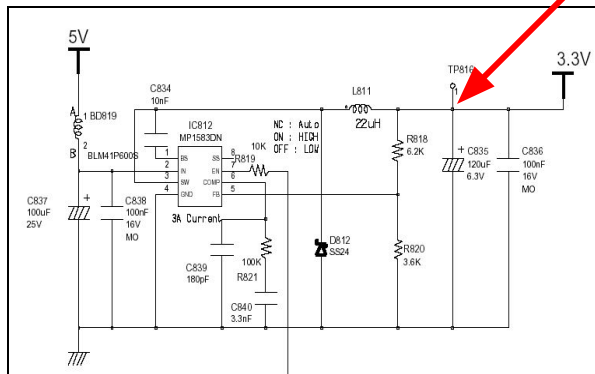 5V
3.3V
TP816
1
C834
10nF
L811
22uH
A
1 BD819
2
B
BLM41P600S
IC812
MP1583DN
NC : Auto
ON : HIGH
OFF : LOW
10K
R819
1 BS SS 8
2 IN EN 7
3 SW COMP 6
4 GND FB 5
3A Current
R818
6.2K
C835
120uF
6.3V
C836
100nF
16V
MO
C837
100uF
25V
C838
100nF
16V
MO
D812
SS24
R820
3.6K
C839
180pF
100K
R821
C840
3.3nF